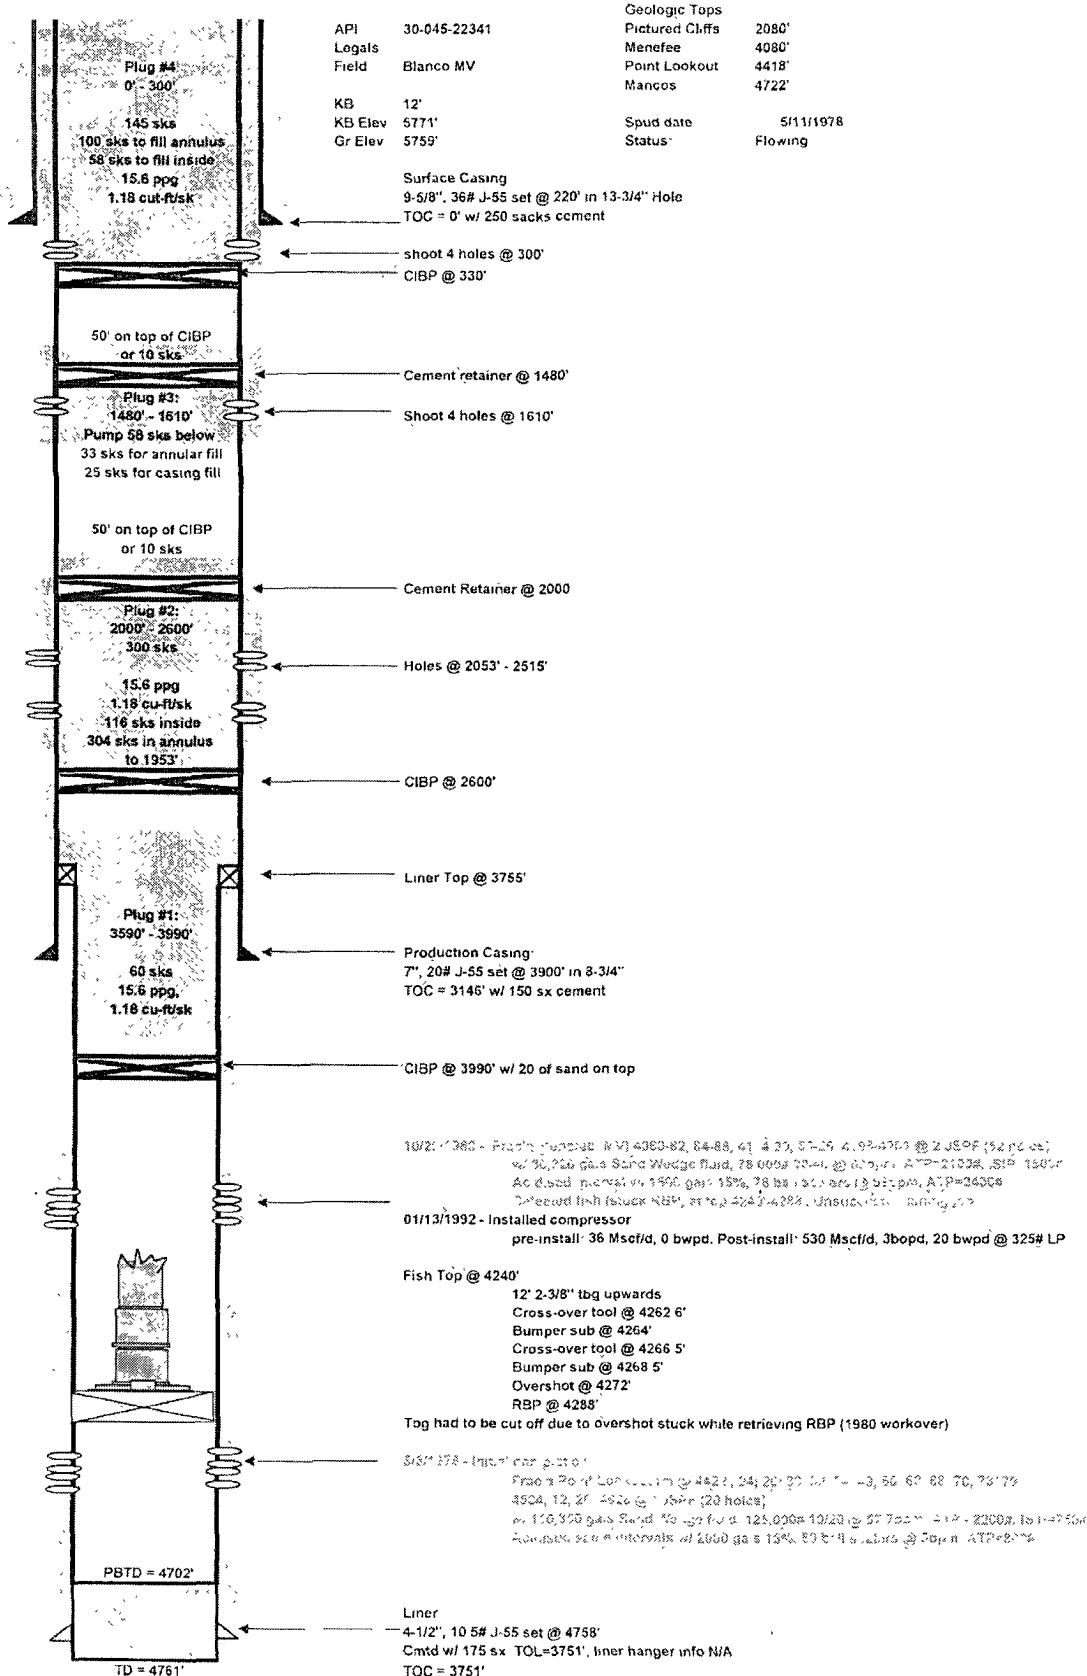 Geologic Tops
API 30-045-22341 Pictured Cliffs 2080'
Legals Menefee 4080'
Field Blanco MV Point Lookout 4418'
Mancos 4722'
KB 12'
KB Elev 5771' Spud date 5/11/1978
Gr Elev 5759' Status Flowing
Plug #4
0' - 300'
145 sks
100 sks to fill annulus
58 sks to fill inside
15.6 ppg
1.18 cut-ft/sk
Surface Casing
9-5/8", 36# J-55 set @ 220' in 13-3/4" Hole
TOC = 0' w/ 250 sacks cement
shoot 4 holes @ 300'
CIBP @ 330'
50' on top of CIBP
or 10 sks
Cement retainer @ 1480'
Plug #3:
1480' - 1610'
Pump 58 sks below
33 sks for annular fill
25 sks for casing fill
Shoot 4 holes @ 1610'
50' on top of CIBP
or 10 sks
Cement Retainer @ 2000
Plug #2:
2000' - 2600'
300 sks
15.6 ppg
1.18 cu-ft/sk
116 sks inside
304 sks in annulus
to 1953'
Holes @ 2053' - 2515'
CIBP @ 2600'
Liner Top @ 3755'
Plug #1:
3590' - 3990'
60 sks
15.6 ppg,
1.18 cu-ft/sk
Production Casing
7", 20# J-55 set @ 3900' in 8-3/4"
TOC = 3146' w/ 150 sx cement
CIBP @ 3990' w/ 20 of sand on top
01/13/1992 - Installed compressor
pre-install 36 Mscf/d, 0 bwpd. Post-install 530 Mscf/d, 3bopd, 20 bwpd @ 325# LP
Fish Top @ 4240'
12' 2-3/8" tbg upwards
Cross-over tool @ 4262 6'
Bumper sub @ 4264'
Cross-over tool @ 4266 5'
Bumper sub @ 4268 5'
Overshot @ 4272'
RBP @ 4288'
Tbg had to be cut off due to overshot stuck while retrieving RBP (1980 workover)
(20 holes)
PBTD = 4702'
Liner
4-1/2", 10 5# J-55 set @ 4758'
Cmtd w/ 175 sx TOL=3751', liner hanger info N/A
TOC = 3751'
TD = 4761'